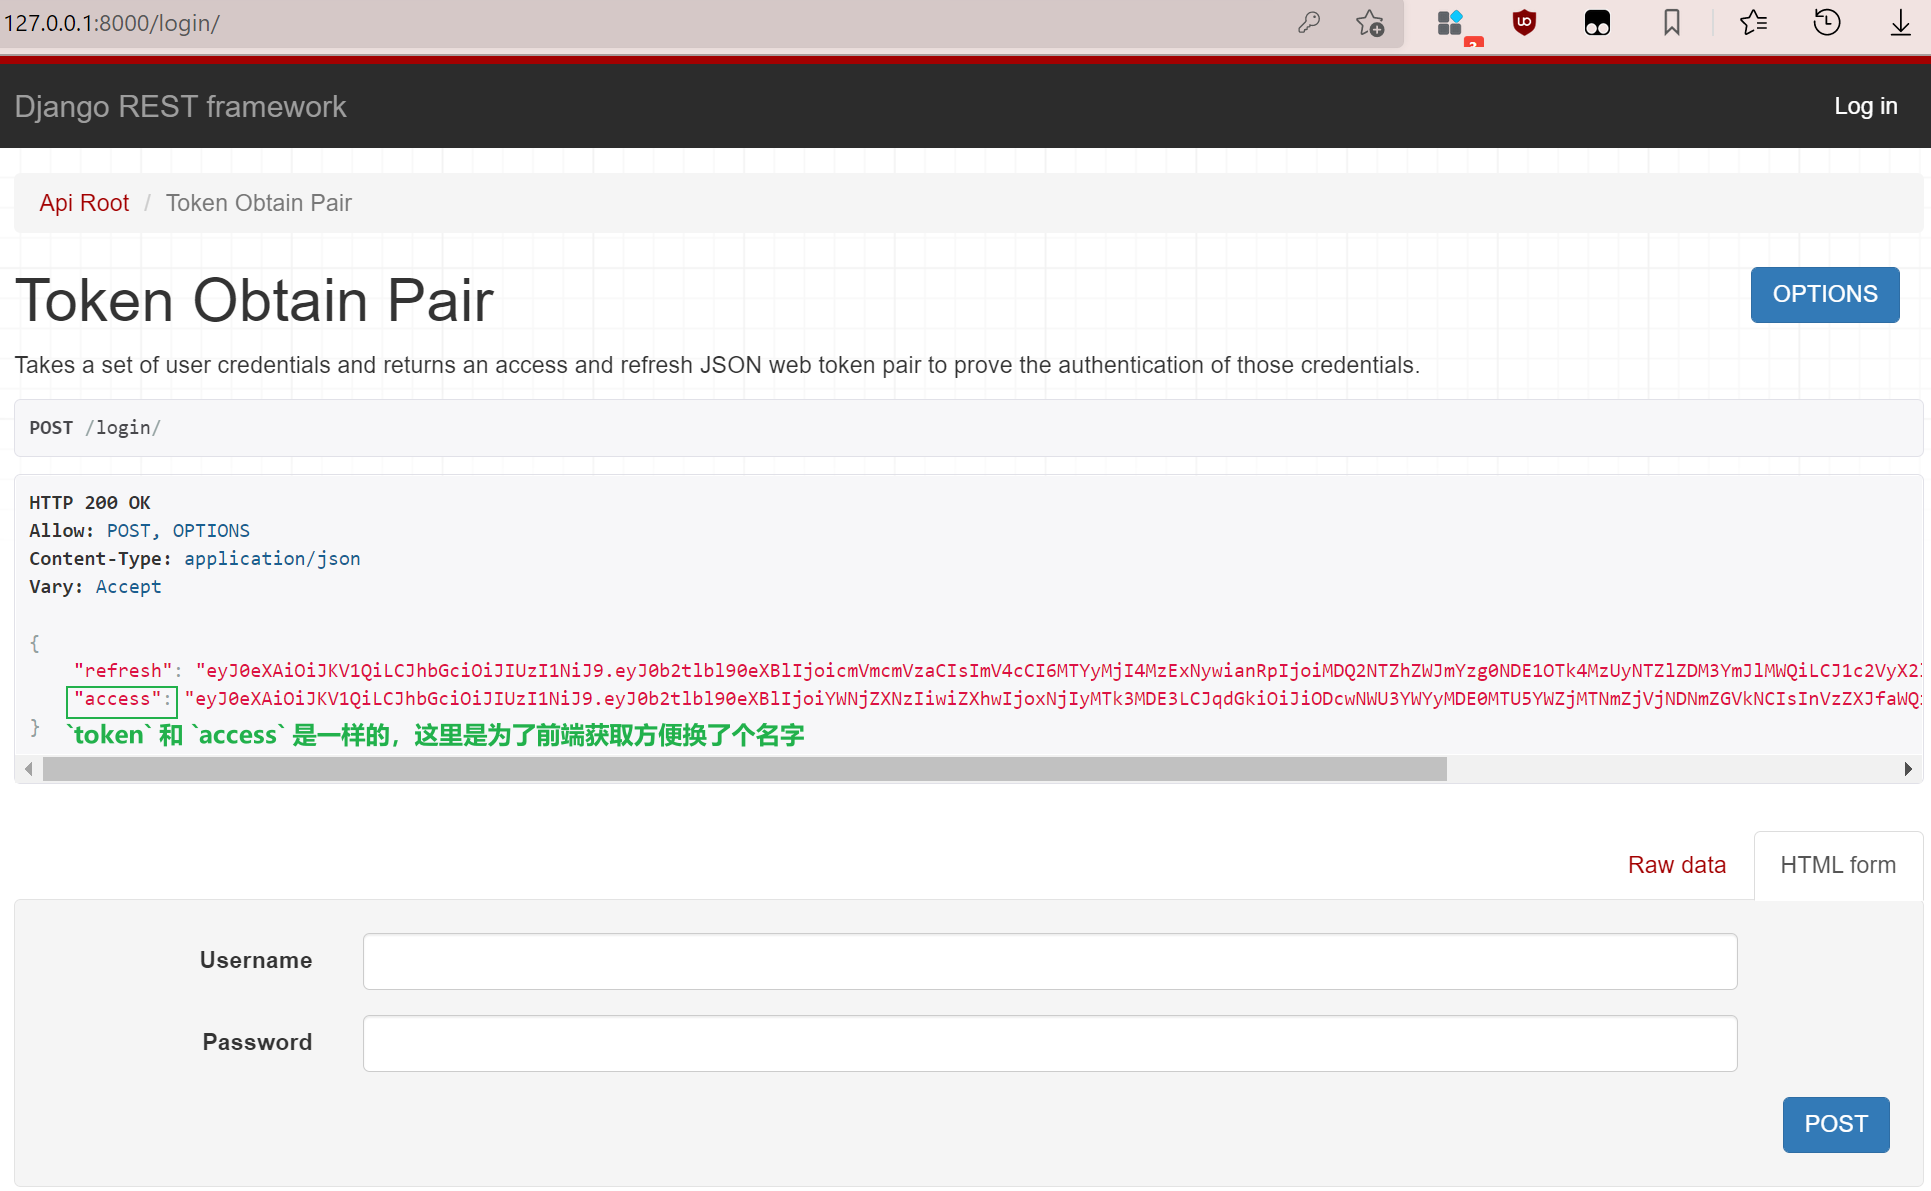 127.0.0.1:8000/login/
Django REST framework
Log in
Api Root / Token Obtain Pair
Token Obtain Pair
OPTIONS
Takes a set of user credentials and returns an access and refresh JSON web token pair to prove the authentication of those credentials.
POST /login/
HTTP 200 OK
Allow: POST, OPTIONS
Content-Type: application/json
Vary: Accept
{
"refresh": "eyJ0eXAiOiJKV1QiLCJhbGciOiJIUzI1NiJ9.eyJ0b2tlbl90eXBlIjoicmVmcmVzaCIsImV4cCI6MTYyMjI4MzExNywianRpIjoiMDQ2NTZhZWJmYzg0NDE1OTk4MzUyNTZlZDM3YmJlMWQiLCJ1c2VyX2
"access": "eyJ0eXAiOiJKV1QiLCJhbGciOiJIUzI1NiJ9.eyJ0b2tlbl90eXBlIjoiYWNjZXNzIiwiZXhwIjoxNjIyMTk3MDE3LCJqdGkiOiJiODcwNWU3YWYyMDE0MTU5YWZjMTNmZjVjNDNmZGVkNCIsInVzZXJfaWQi
}
`token` 和 `access` 是一样的，这里是为了前端获取方便换了个名字
Raw data
HTML form
Username
Password
POST